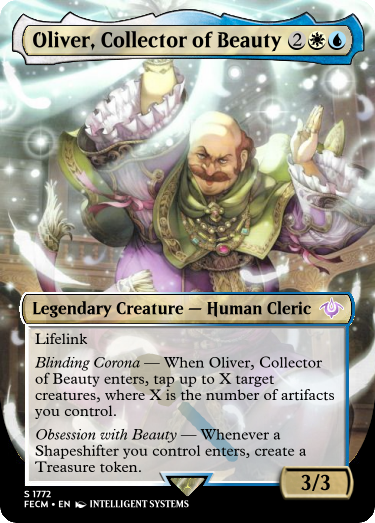 Oliver, Collector of Beauty 2
Legendary Creature — Human Cleric
Lifelink
Blinding Corona — When Oliver, Collector
of Beauty enters, tap up to X target
creatures, where X is the number of artifacts
you control.
Obsession with Beauty — Whenever a
Shapeshifter you control enters, create a
Treasure token.
3/3
S 1772
FECM • EN INTELLIGENT SYSTEMS